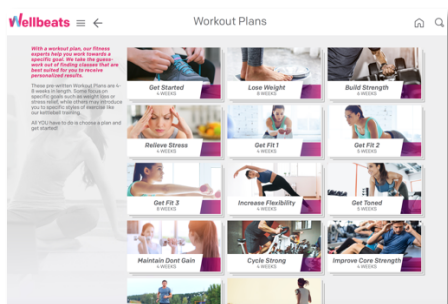 Wellbeats
Workout Plans
With a workout plan, our fitness
experts help you work towards a
specific goal. We take the guess-
work out of finding classes that are
best suited for you to receive
personalized results.
These pre-written Workout Plans are 4-
8 weeks in length. Some focus on
specific goals such as weight loss or
stress relief, while others may introduce
you to specific styles of exercise like
our kettlebell training.
All YOU have to do is choose a plan and
get started!
Get Started
4 WEEKS
Lose Weight
8 WEEKS
Build Strength
6 WEEKS
Relieve Stress
4 WEEKS
Get Fit 1
4 WEEKS
Get Fit 2
5 WEEKS
Get Fit 3
8 WEEKS
Increase Flexibility
4 WEEKS
Get Toned
6 WEEKS
Maintain Dont Gain
4 WEEKS
Cycle Strong
4 WEEKS
Improve Core Strength
4 WEEKS